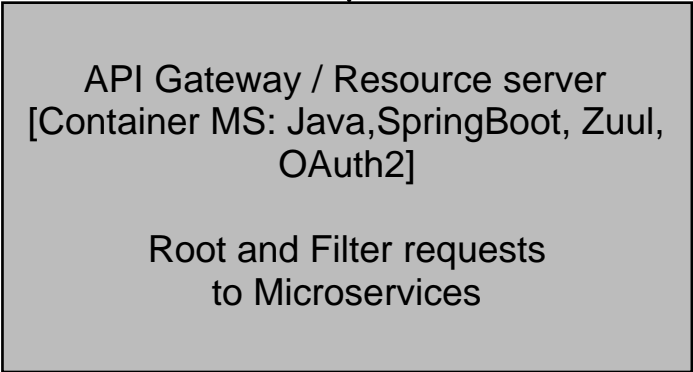 API Gateway / Resource server
[Container MS: Java,SpringBoot, Zuul,
OAuth2]
Root and Filter requests
to Microservices